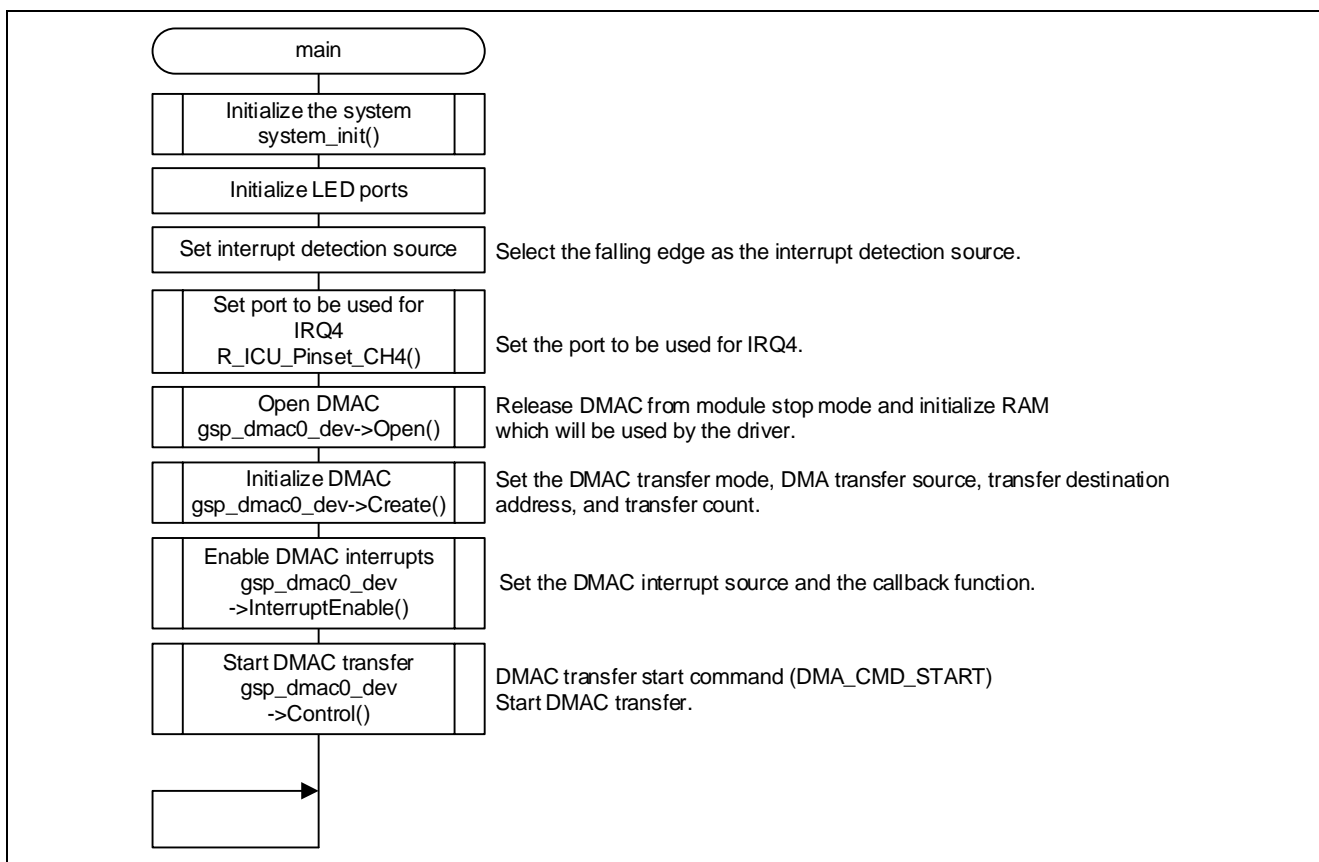 main
Initialize the system
system_init()
Initialize LED ports
Set interrupt detection source
Select the falling edge as the interrupt detection source.
Set port to be used for
IRQ4
R_ICU_Pinset_CH4()
Set the port to be used for IRQ4.
Open DMAC
gsp_dmac0_dev->Open()
Release DMAC from module stop mode and initialize RAM
which will be used by the driver.
Initialize DMAC
gsp_dmac0_dev->Create()
Set the DMAC transfer mode, DMA transfer source, transfer destination
address, and transfer count.
Enable DMAC interrupts
gsp_dmac0_dev
->InterruptEnable()
Set the DMAC interrupt source and the callback function.
Start DMAC transfer
gsp_dmac0_dev
->Control()
DMAC transfer start command (DMA_CMD_START)
Start DMAC transfer.